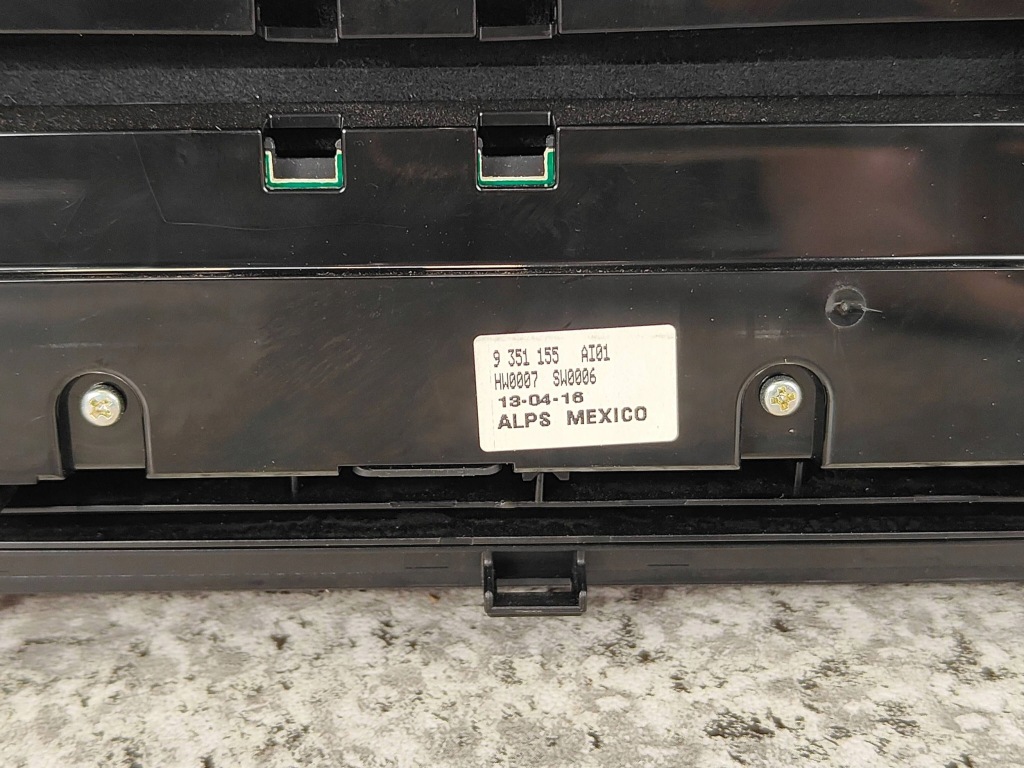 9 351 155 AI01
HW0007 SW0006
13-04-16
ALPS MEXICO